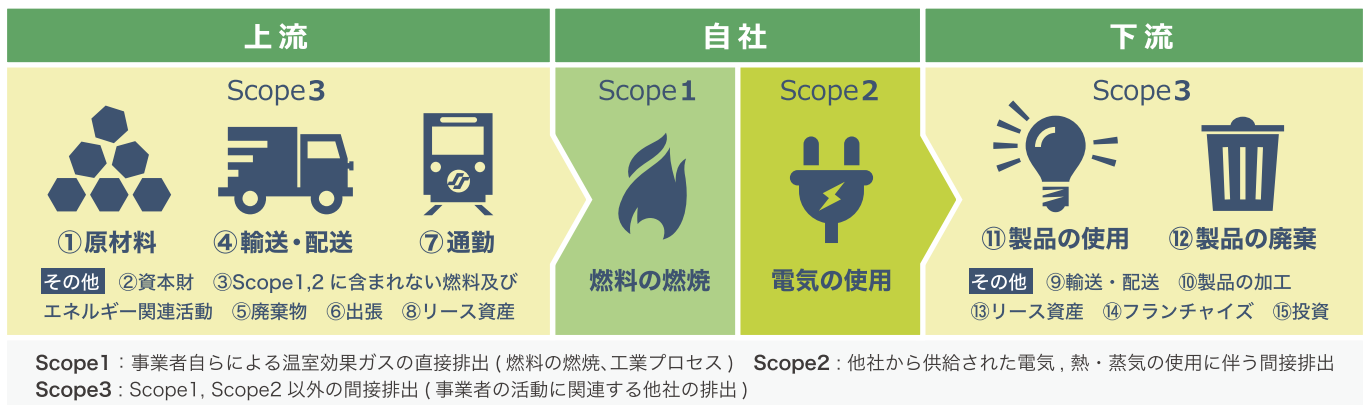 上流
自社
下流
Scope3
Scope1
Scope2
Scope3
①原材料
④輸送・配送
⑦通勤
燃料の燃焼
電気の使用
⑪製品の使用
⑫製品の廃棄
その他 ②資本財 ③Scope1,2 に含まれない燃料及び
エネルギー関連活動 ⑤廃棄物 ⑥出張 ⑧リース資産
その他 ⑨輸送・配送 ⑩製品の加工
⑬リース資産 ⑭フランチャイズ ⑮投資
Scope1：事業者自らによる温室効果ガスの直接排出 ( 燃料の燃焼、工業プロセス ) Scope2 : 他社から供給された電気 , 熱・蒸気の使用に伴う間接排出
Scope3 : Scope1, Scope2 以外の間接排出 ( 事業者の活動に関連する他社の排出 )